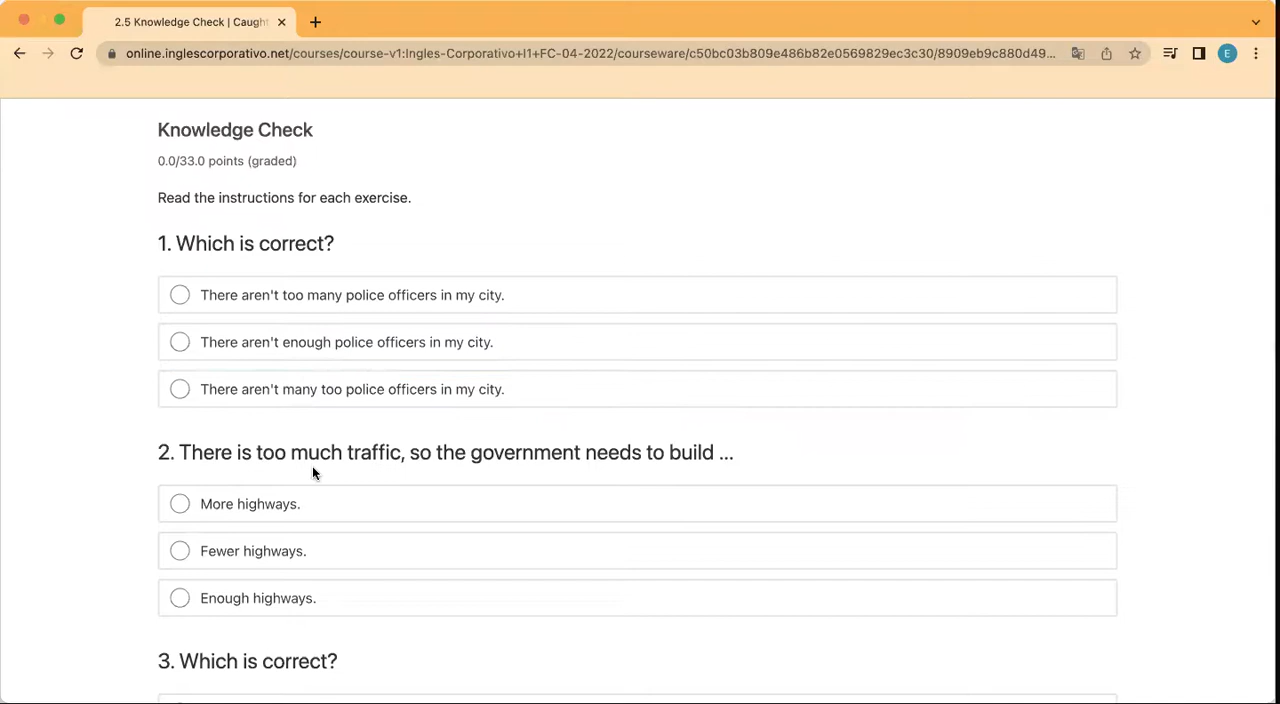 2.5 Knowledge Check | Caught
online.inglescorporativo.net/courses/course-v1:Ingles-Corporativo+I1+FC-04-2022/courseware/c50bc03b809e486b82e0569829ec3c30/8909eb9c880d49...
E
Knowledge Check
0.0/33.0 points (graded)
Read the instructions for each exercise.
1. Which is correct?
There aren't too many police officers in my city.
There aren't enough police officers in my city.
There aren't many too police officers in my city.
2. There is too much traffic, so the government needs to build ...
More highways.
Fewer highways.
Enough highways.
3. Which is correct?